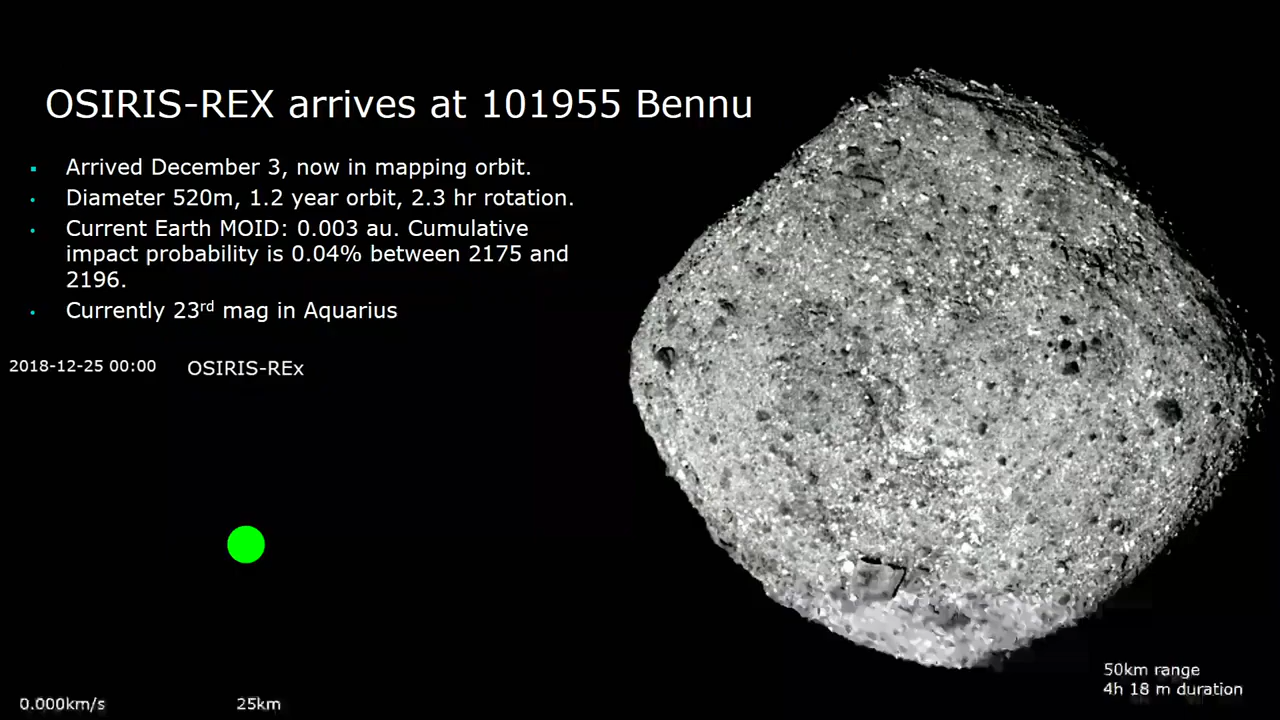 OSIRIS-REX arrives at 101955 Bennu
Arrived December 3, now in mapping orbit.
Diameter 520m, 1.2 year orbit, 2.3 hr rotation.
Current Earth MOID: 0.003 au. Cumulative
impact probability is 0.04% between 2175 and
2196.
Currently 23rd mag in Aquarius
2018-12-25 00:00 OSIRIS-REx
0.000km/s 25km
50km range
4h 18 m duration